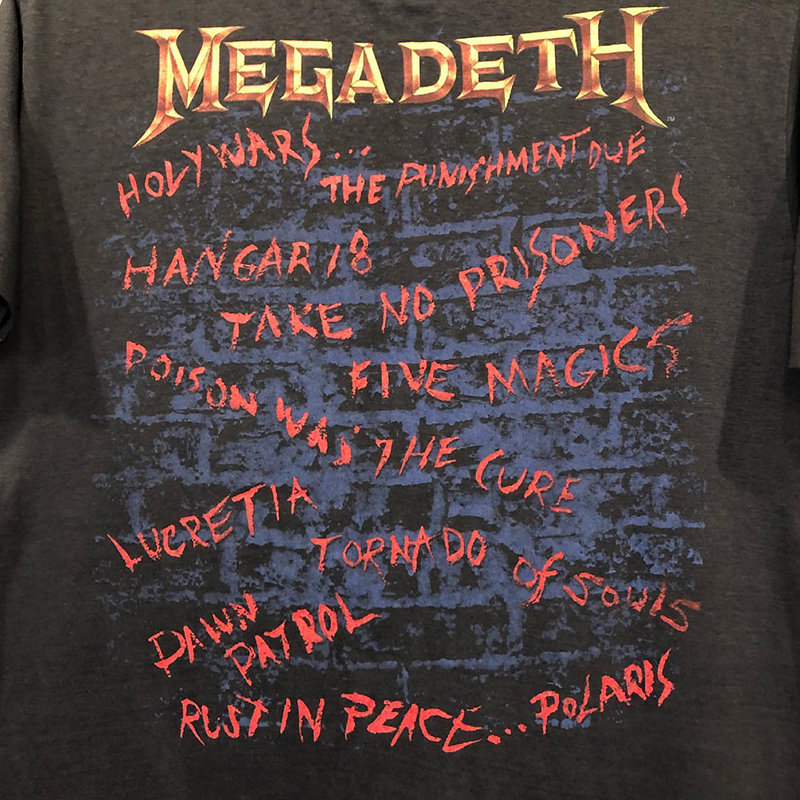 MEGADETH
HOLY WARS... THE PUNISHMENT DUE
HANGAR 18
TAKE NO PRISONERS
FIVE MAGICS
POISON WAS THE CURE
LUCRETIA
TORNADO of SOULS
DAWN
PATROL
RUST IN PEACE... POLARIS